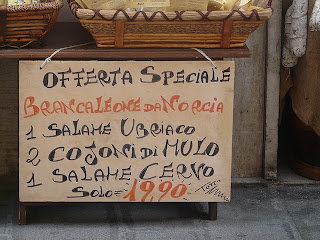 OFFERTA SPECIALE
BRANCALEONE DA NORCIA
1 SALAME UBRIACO
2 COJONI DI MULO
1 SALAME CERVO
SOLO 19,90